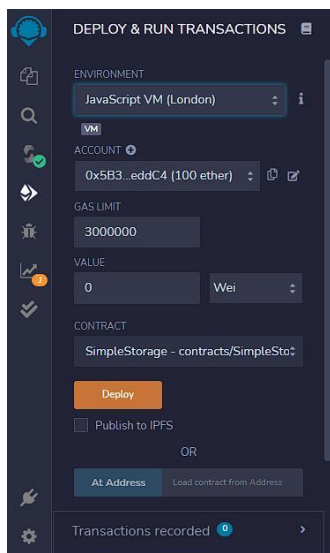 DEPLOY & RUN TRANSACTIONS
ENVIRONMENT
JavaScript VM (London)
VM
ACCOUNT
0x5B3...eddC4 (100 ether)
GAS LIMIT
3000000
VALUE
0 Wei
CONTRACT
SimpleStorage - contracts/SimpleSto
Deploy
Publish to IPFS
OR
At Address Load contract from Address
Transactions recorded 0
1